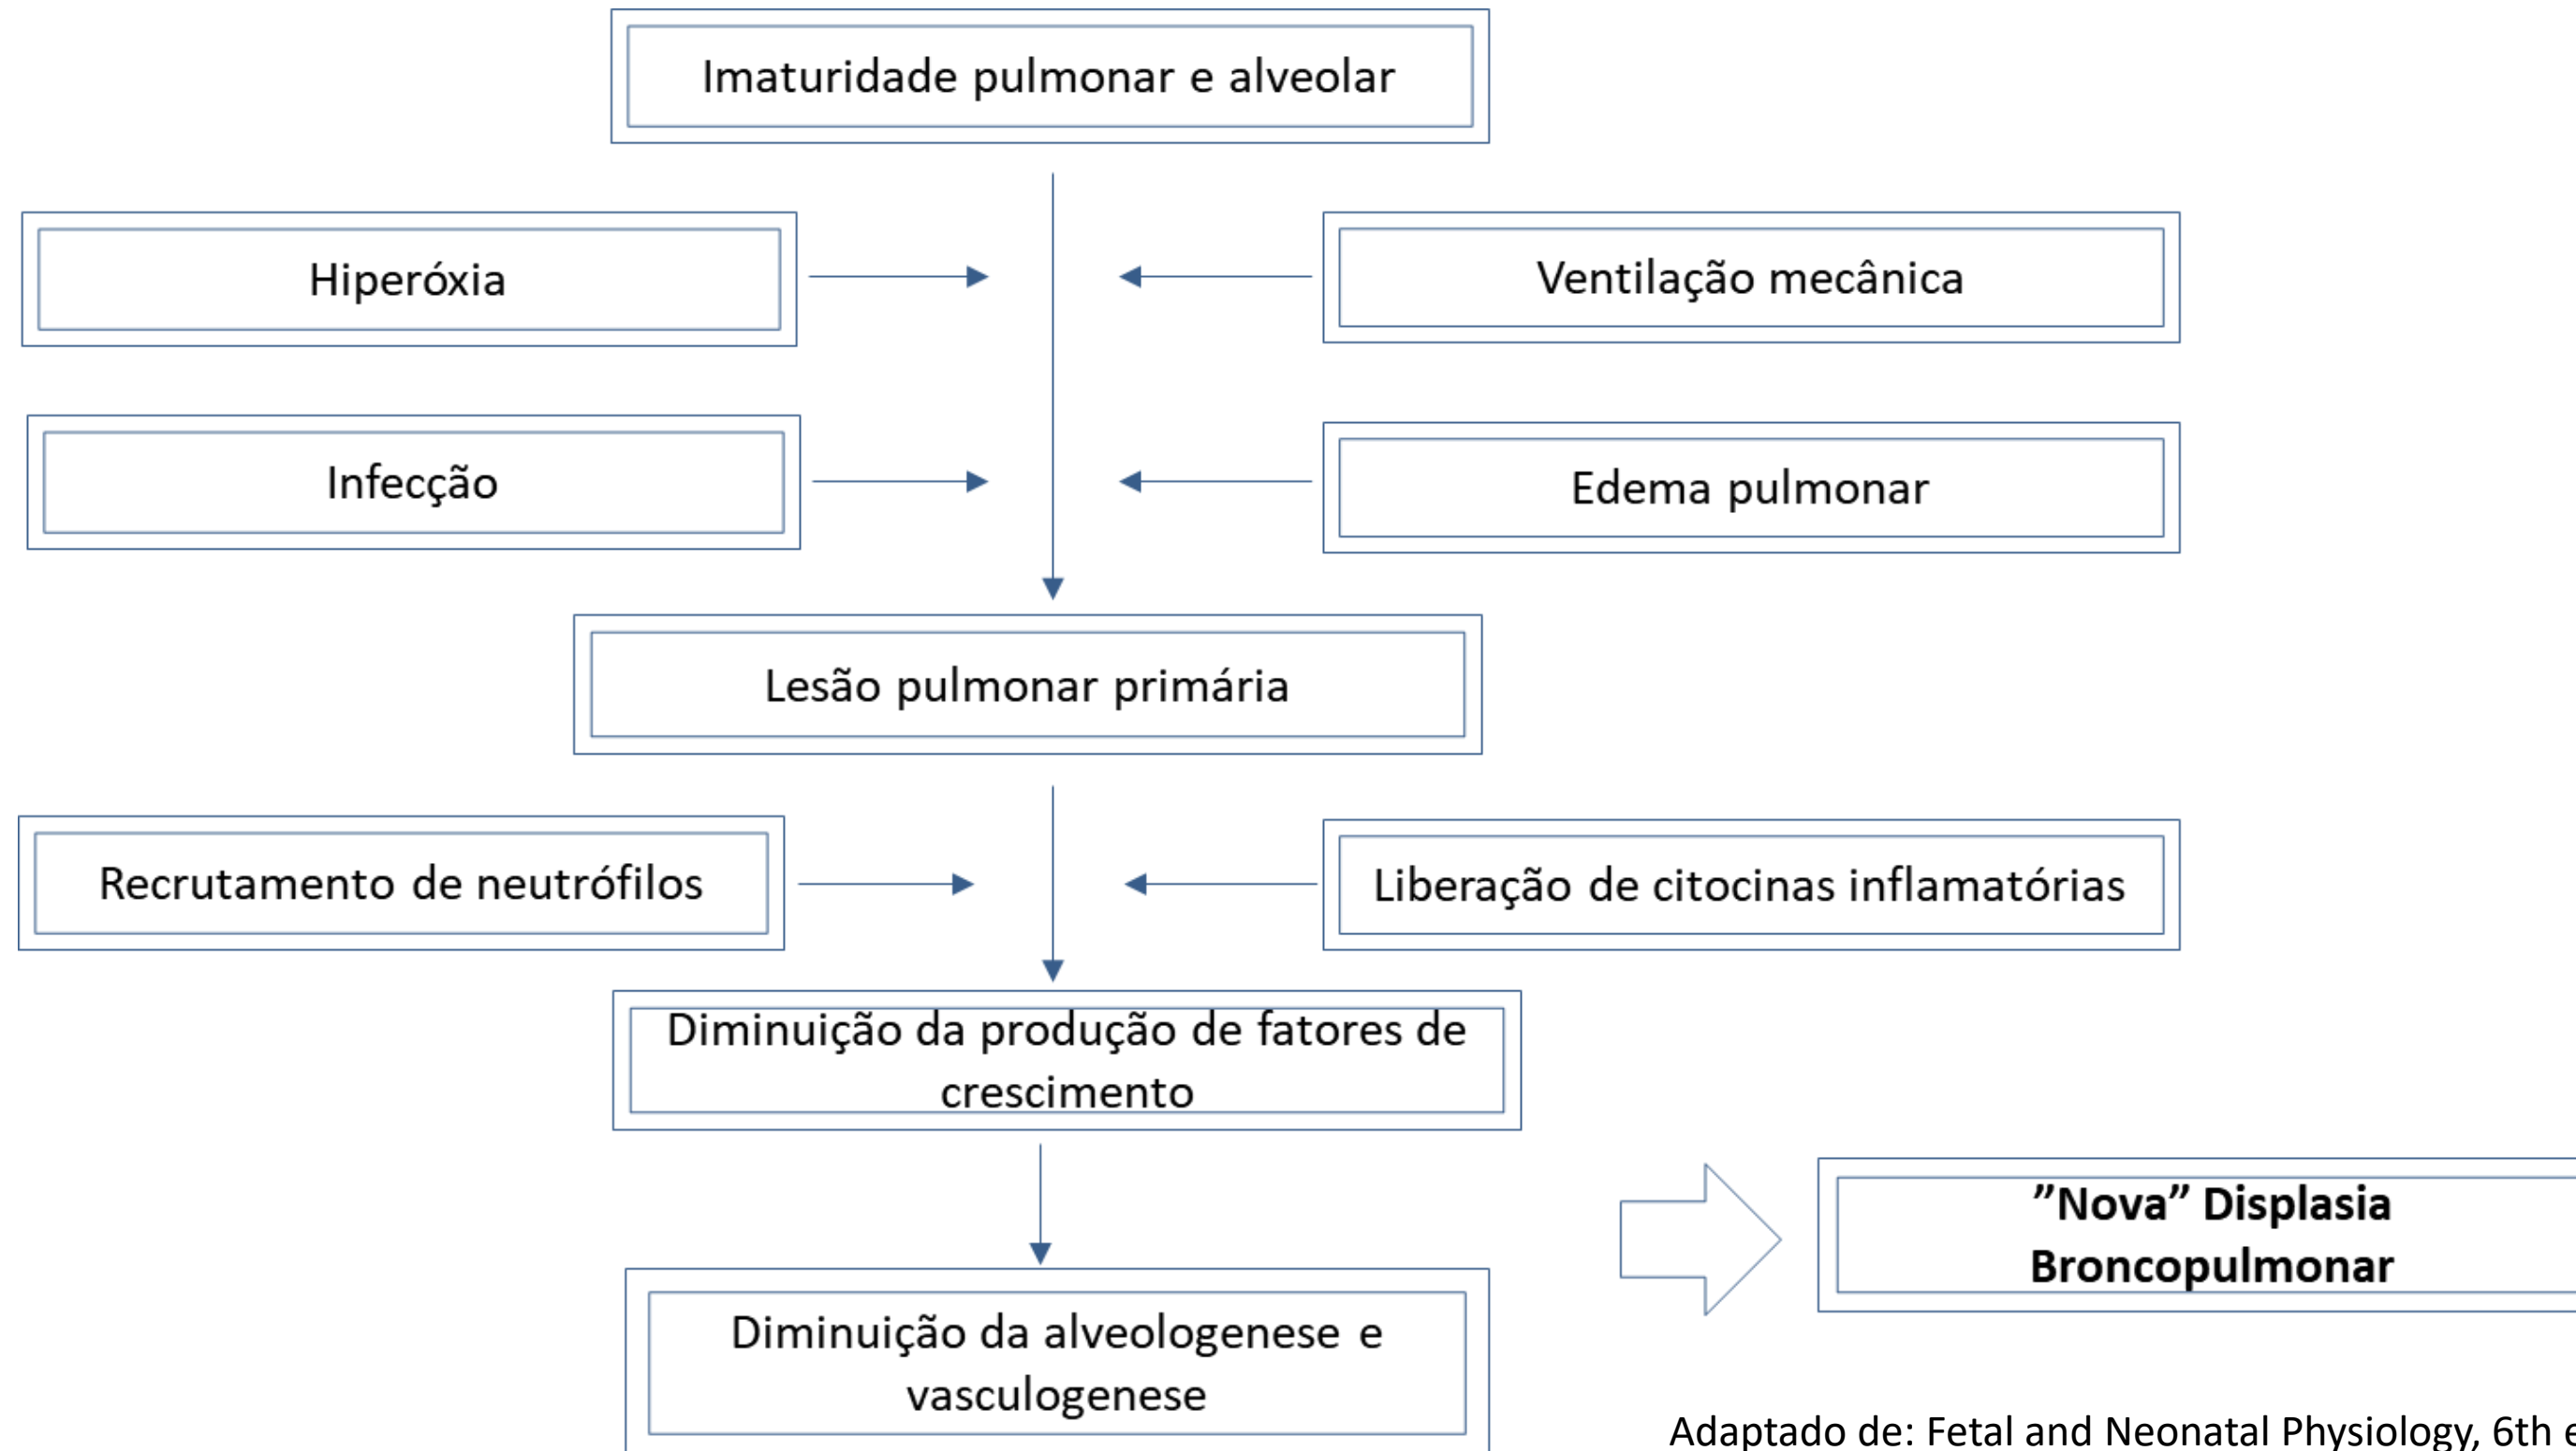 Imaturidade pulmonar e alveolar
Hiperóxia
Ventilação mecânica
Infecção
Edema pulmonar
Lesão pulmonar primária
Recrutamento de neutrófilos
Liberação de citocinas inflamatórias
Diminuição da produção de fatores de
crescimento
”Nova” Displasia
Broncopulmonar
Diminuição da alveologenese e
vasculogenese
Adaptado de: Fetal and Neonatal Physiology, 6th